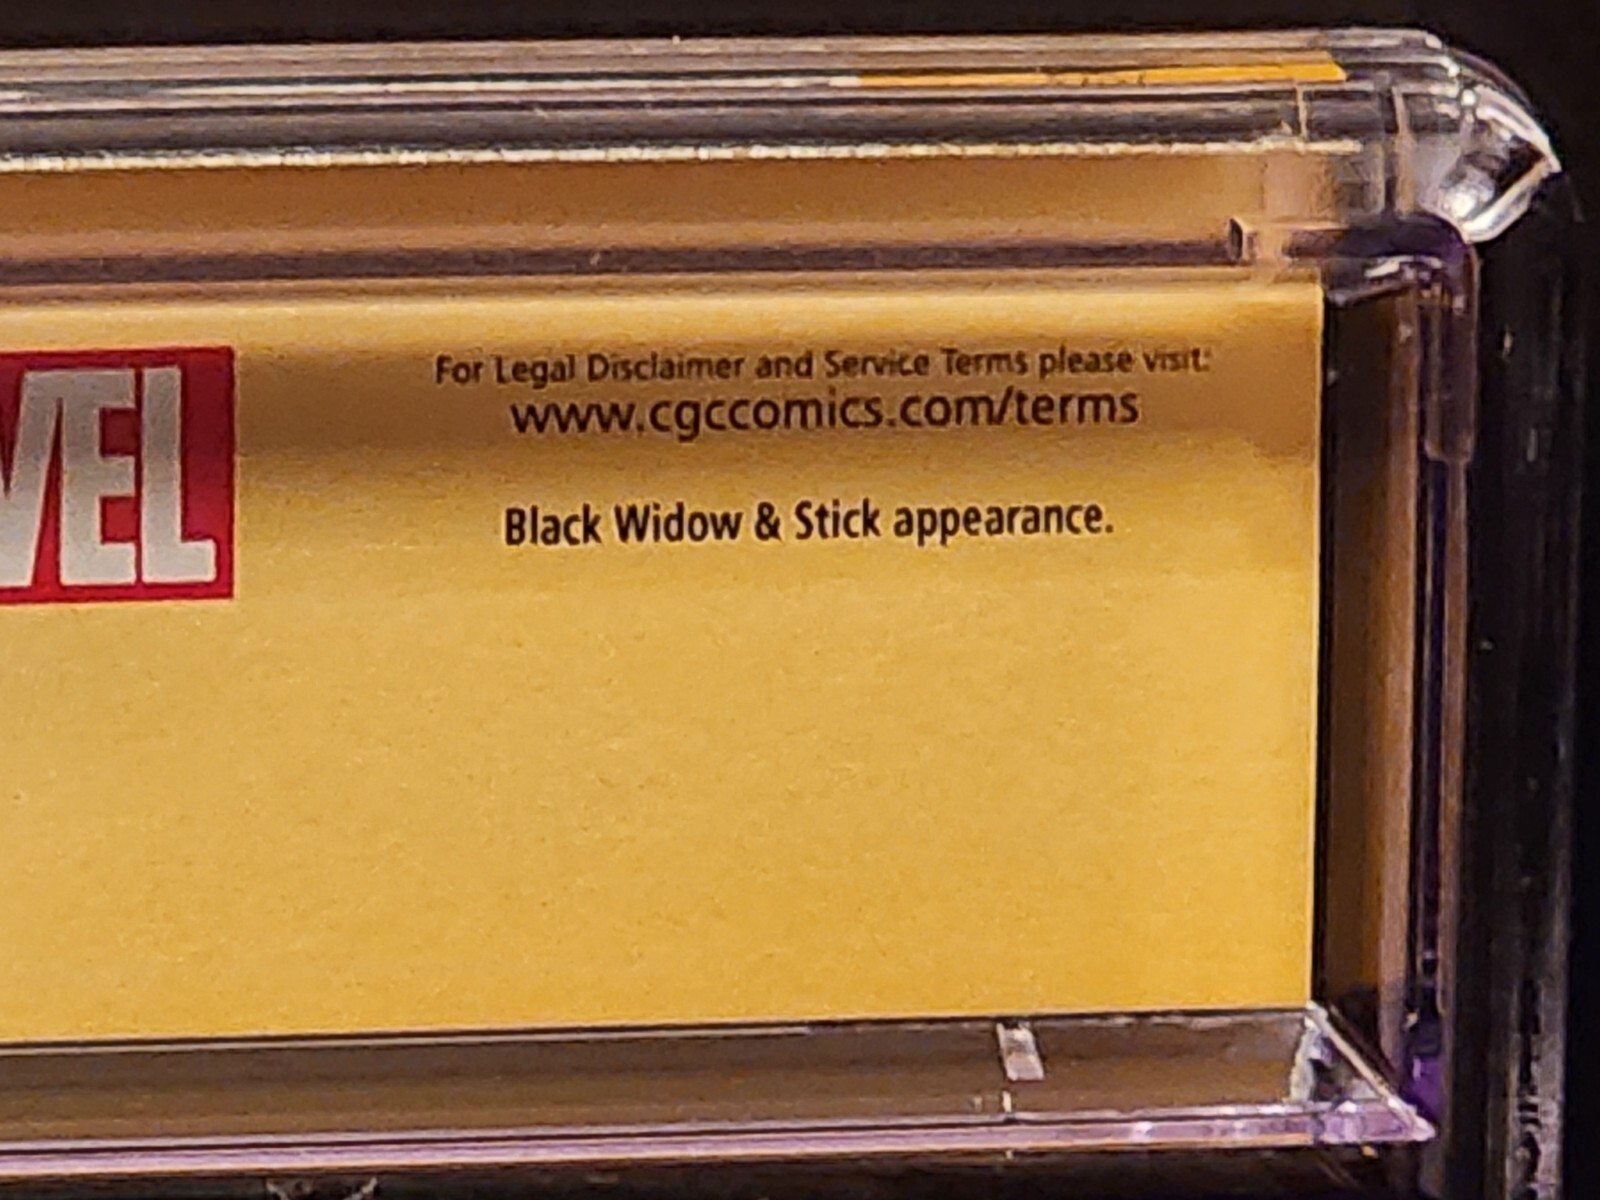 For Legal Disclaimer and Service Terms please visit:
www.cgccomics.com/terms
VEL
Black Widow & Stick appearance.